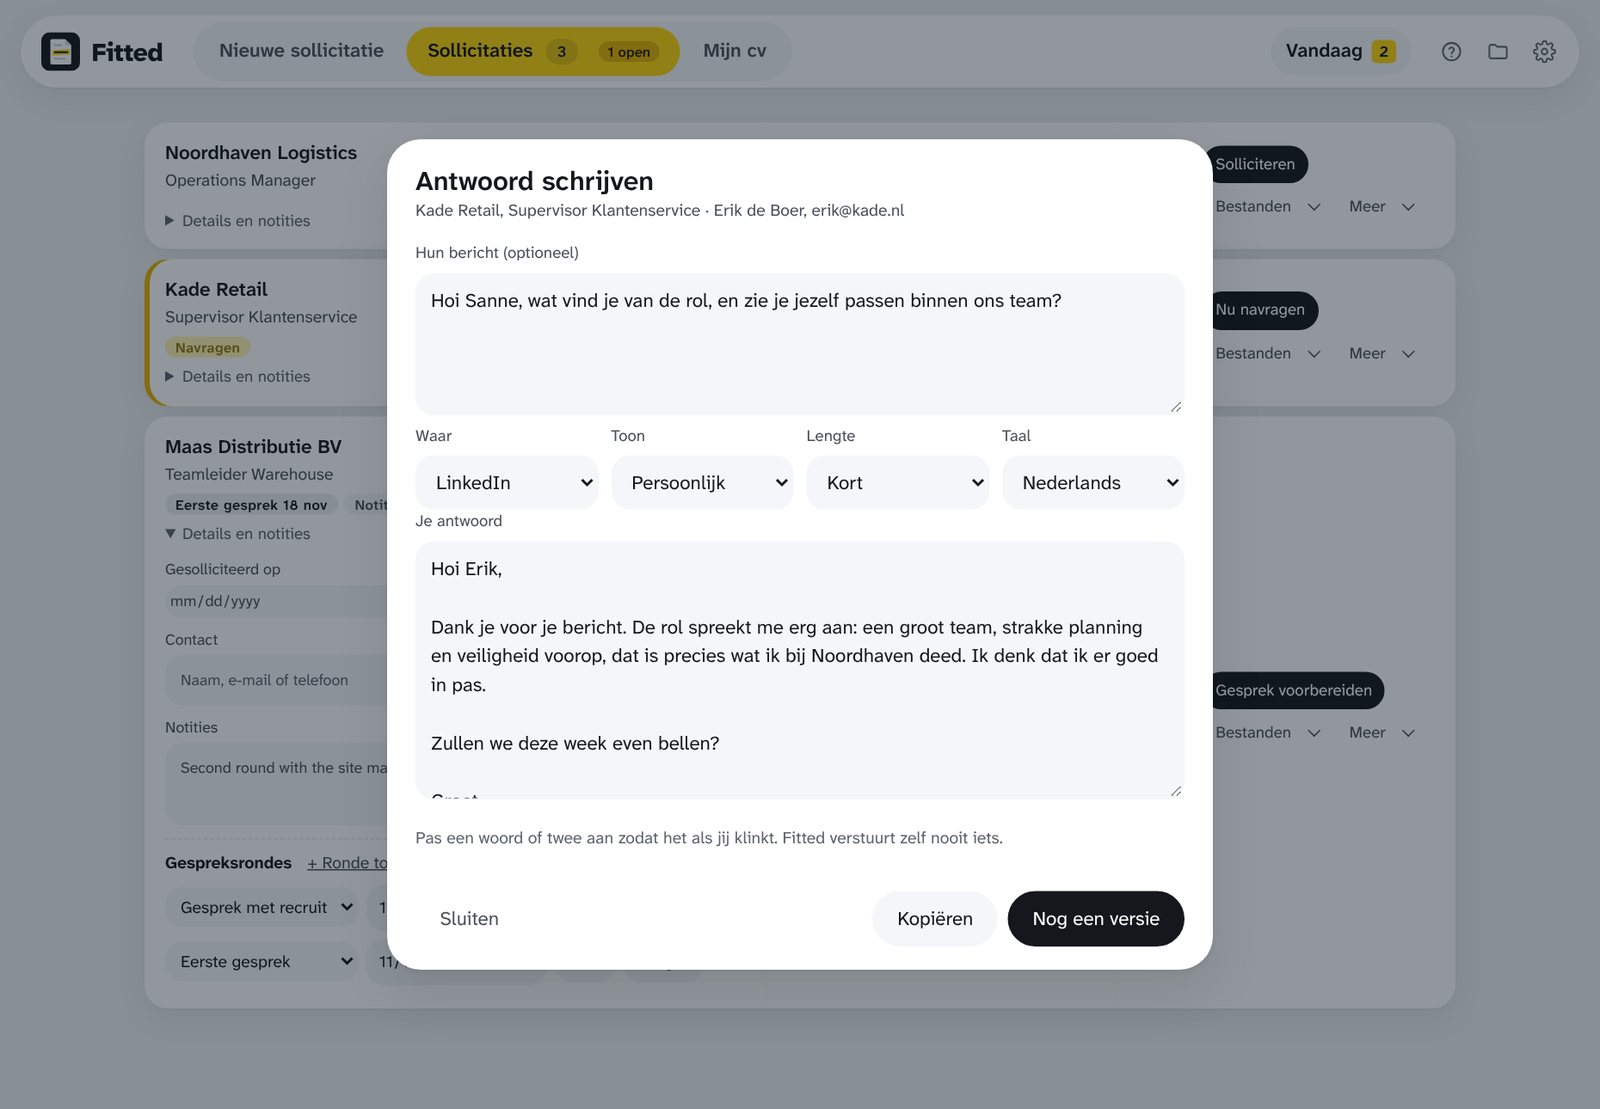 Fitted
Nieuwe sollicitatie
Sollicitaties 3 1 open
Mijn cv
Vandaag 2
Noordhaven Logistics
Operations Manager
Details en notities
Solliciteren
Bestanden
Meer
Kade Retail
Supervisor Klantenservice
Navragen
Details en notities
Nu navragen
Bestanden
Meer
Maas Distributie BV
Teamleider Warehouse
Eerste gesprek 18 nov
Details en notities
Gesolliciteerd op
mm/dd/yyyy
Contact
Naam, e-mail of telefoon
Notities
Second round with the site
Gespreksrondes + Ronde
Gesprek met recruit
Eerste gesprek 11/
Gesprek voorbereiden
Bestanden
Meer
Antwoord schrijven
Kade Retail, Supervisor Klantenservice · Erik de Boer, erik@kade.nl
Hun bericht (optioneel)
Hoi Sanne, wat vind je van de rol, en zie je jezelf passen binnen ons team?
Waar Toon Lengte Taal
LinkedIn Persoonlijk Kort Nederlands
Je antwoord
Hoi Erik,
Dank je voor je bericht. De rol spreekt me erg aan: een groot team, strakke planning
en veiligheid voorop, dat is precies wat ik bij Noordhaven deed. Ik denk dat ik er goed
in pas.
Zullen we deze week even bellen?
Pas een woord of twee aan zodat het als jij klinkt. Fitted verstuurt zelf nooit iets.
Sluiten
Kopiëren
Nog een versie